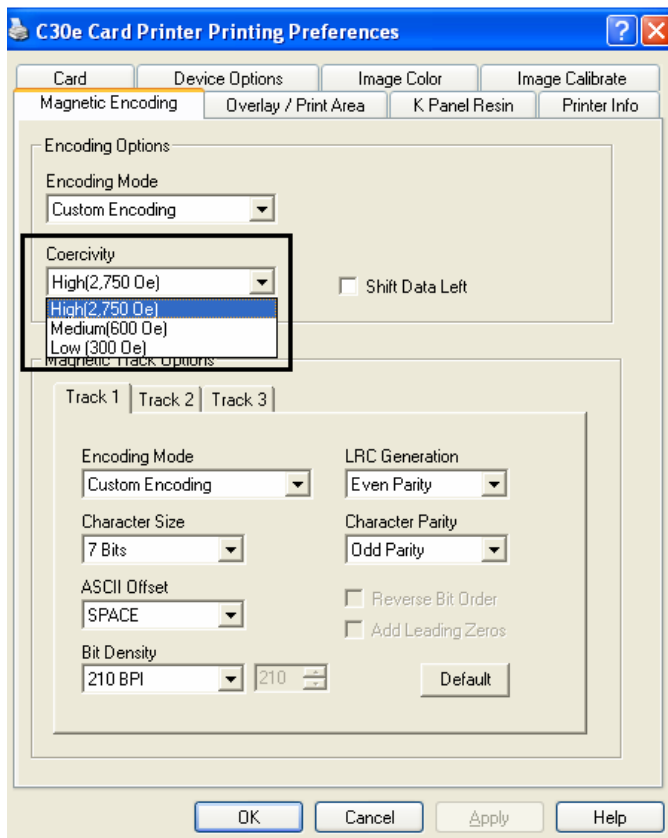 C30e Card Printer Printing Preferences
Card Device Options Image Color Image Calibrate
Magnetic Encoding Overlay / Print Area K Panel Resin Printer Info
Encoding Options
Encoding Mode
Custom Encoding
Coercivity
High(2,750 Oe)
Shift Data Left
High(2,750 Oe)
Medium(600 Oe)
Low (300 Oe)
Magnetic Track Options
Track 1 Track 2 Track 3
Encoding Mode LRC Generation
Custom Encoding Even Parity
Character Size Character Parity
7 Bits Odd Parity
ASCII Offset
SPACE
Reverse Bit Order
Add Leading Zeros
Bit Density
210 BPI 210 Default
OK Cancel Apply Help